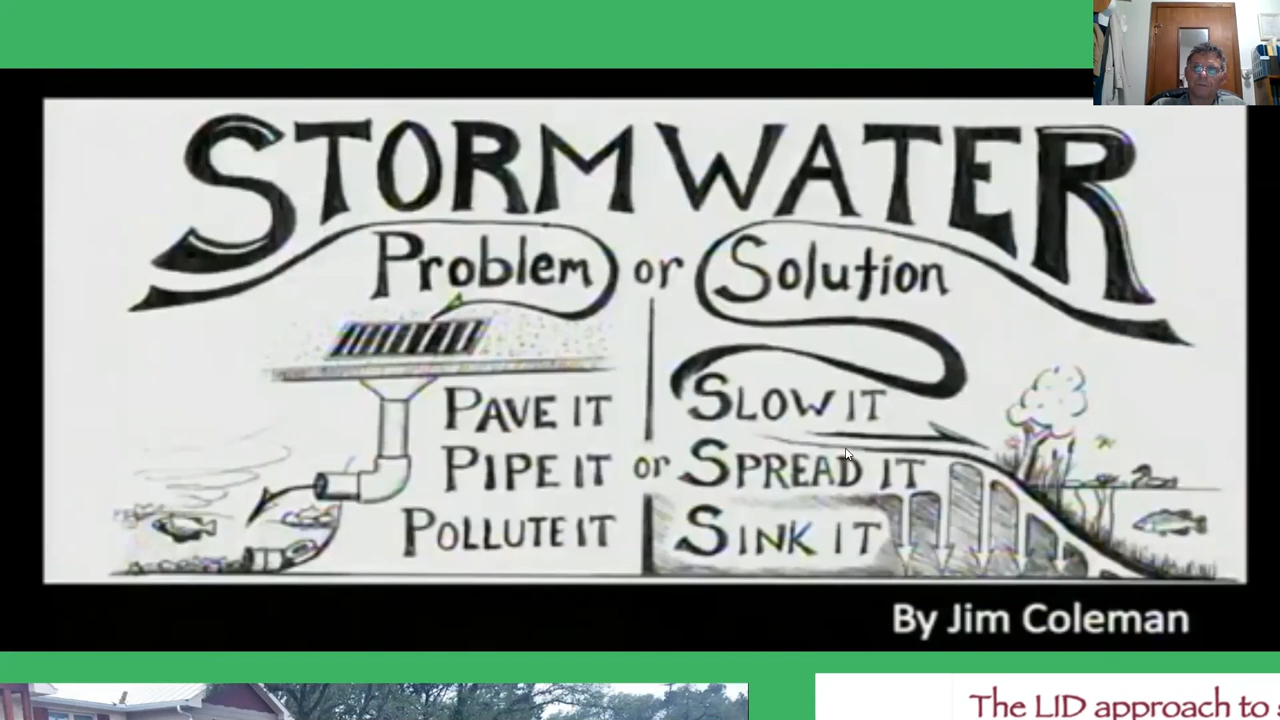 STORMWATER
Problem or Solution
PAVE IT SLOW IT
PIPE IT or SPREAD IT
POLLUTE IT SINK IT
By Jim Coleman
The LID approach to